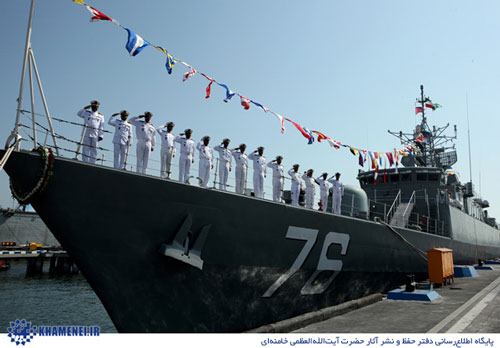 76
KHAMENEI.IR
پایگاه اطلاع‌رسانی دفتر حفظ و نشر آثار حضرت آیت‌الله‌العظمی خامنه‌ای